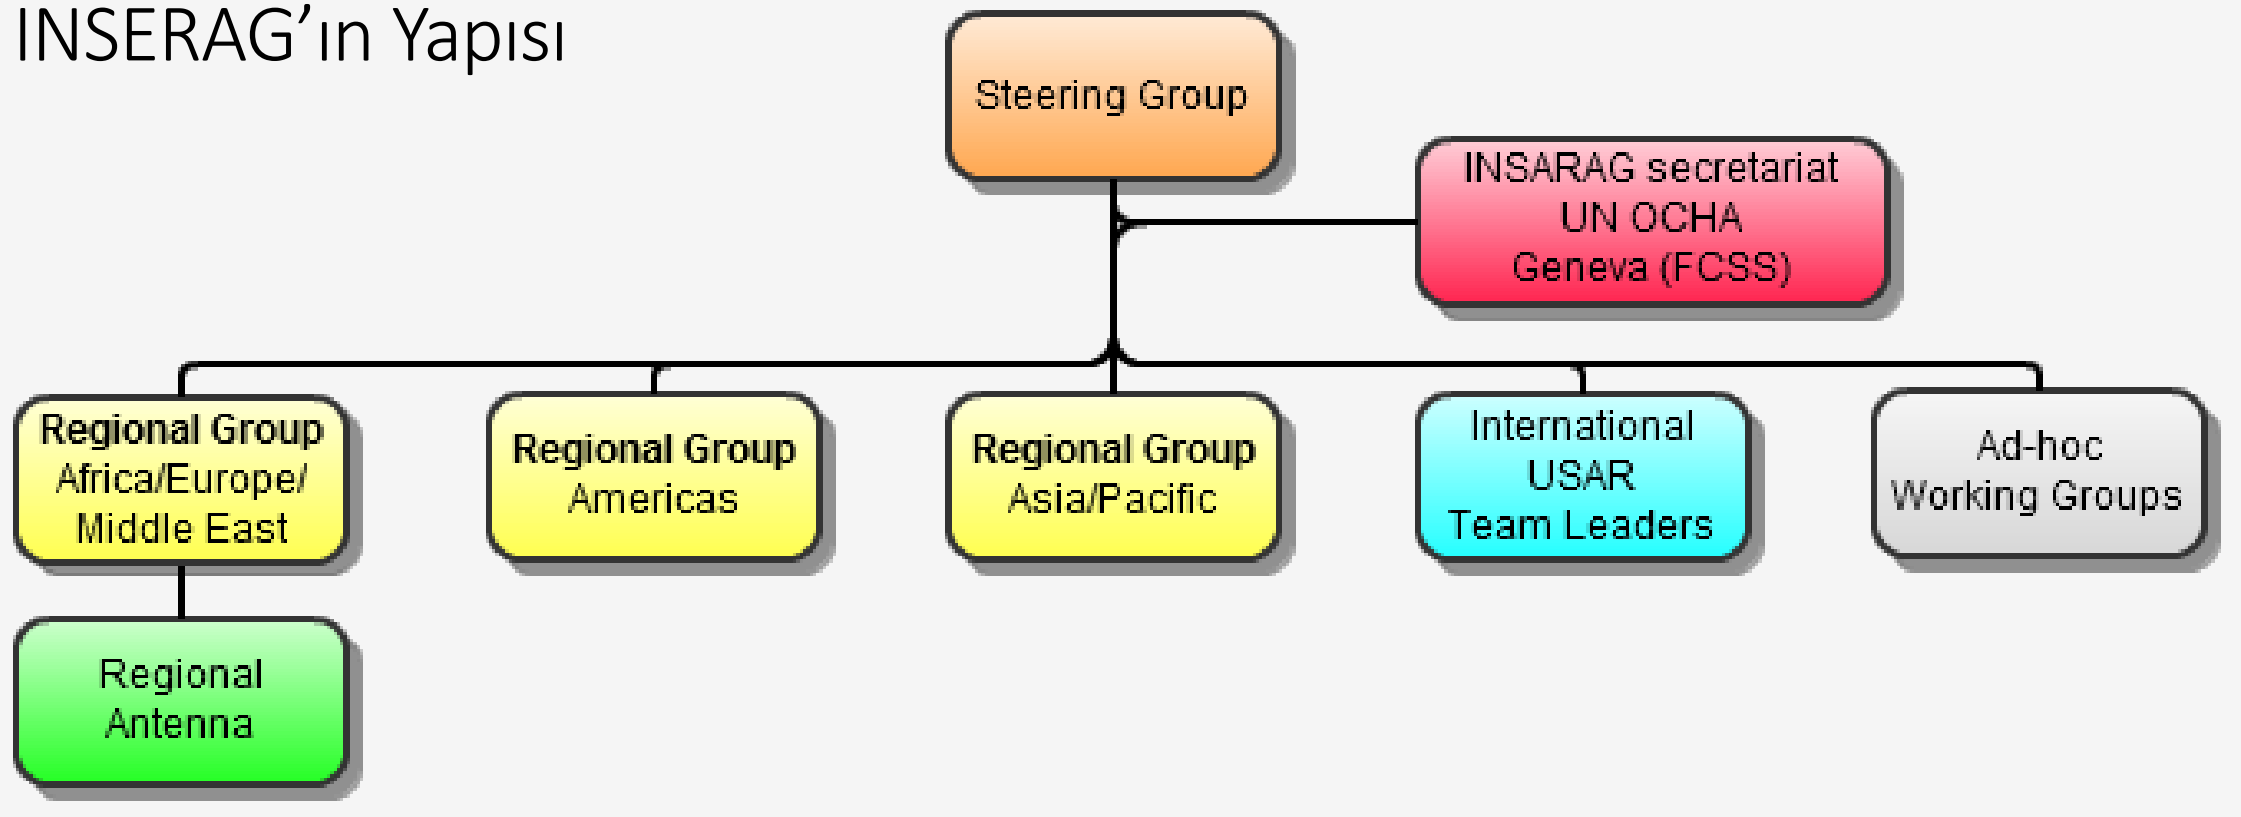 INSERAG’ın Yapısı
Steering Group
INSARAG secretariat
UN OCHA
Geneva (FCSS)
Regional Group
Africa/Europe/
Middle East
Regional Group
Americas
Regional Group
Asia/Pacific
International
USAR
Team Leaders
Ad-hoc
Working Groups
Regional
Antenna